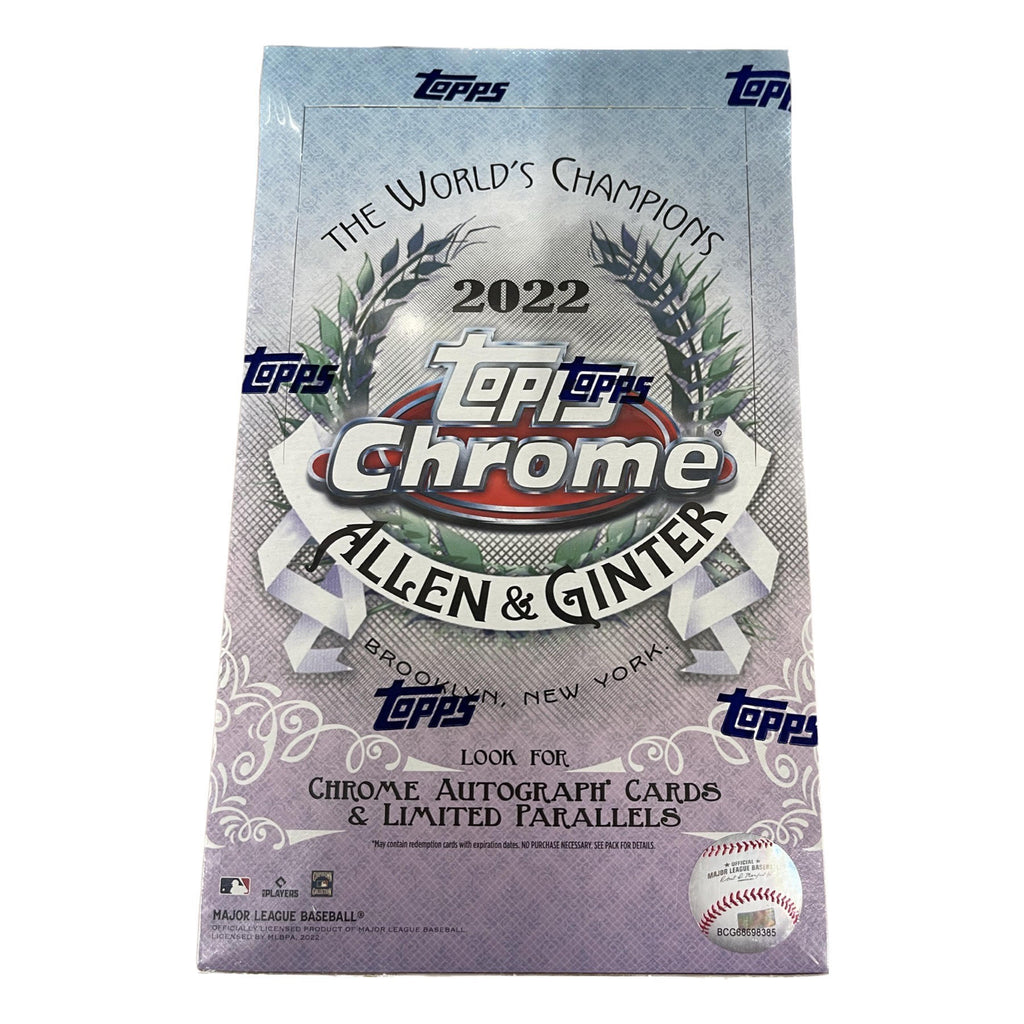 Topps
Topp
THE WORLD'S CHAMPIONS
2022
Topps
Topps
Topps
Chrome®
ALLEN & GINTER
BROOKLYN, NEW YORK.
Topps
Topps
LOOK FOR
CHROME AUTOGRAPH* CARDS
& LIMITED PARALLELS
*May contain redemption cards with expiration dates. NO PURCHASE NECESSARY. SEE PACK FOR DETAILS.
OFFICIAL
MAJOR LEAGUE BASEBALL
PLAYERS
BCG68698385
MAJOR LEAGUE BASEBALL®
OFFICIALLY LICENSED PRODUCT OF MAJOR LEAGUE BASEBALL.
LICENSED BY MLBPA, 2022.